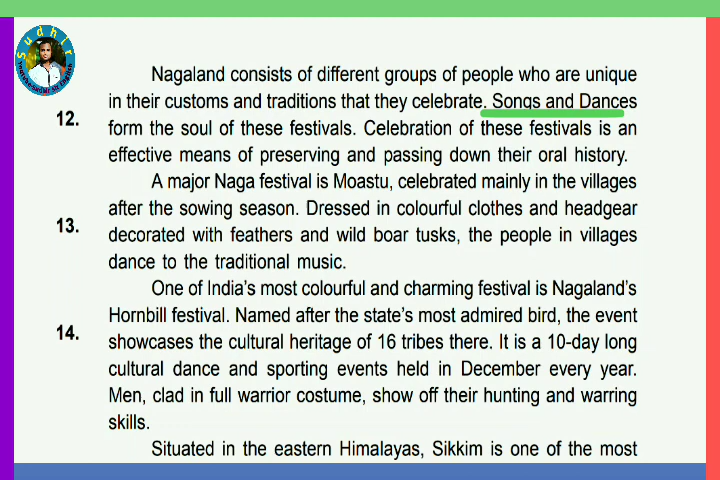 Sudhir
Nagaland consists of different groups of people who are unique
in their customs and traditions that they celebrate. Songs and Dances
12.
form the soul of these festivals. Celebration of these festivals is an
effective means of preserving and passing down their oral history.
A major Naga festival is Moastu, celebrated mainly in the villages
after the sowing season. Dressed in colourful clothes and headgear
13.
decorated with feathers and wild boar tusks, the people in villages
dance to the traditional music.
One of India's most colourful and charming festival is Nagaland's
Hornbill festival. Named after the state's most admired bird, the event
14.
showcases the cultural heritage of 16 tribes there. It is a 10-day long
cultural dance and sporting events held in December every year.
Men, clad in full warrior costume, show off their hunting and warring
skills.
Situated in the eastern Himalayas, Sikkim is one of the most